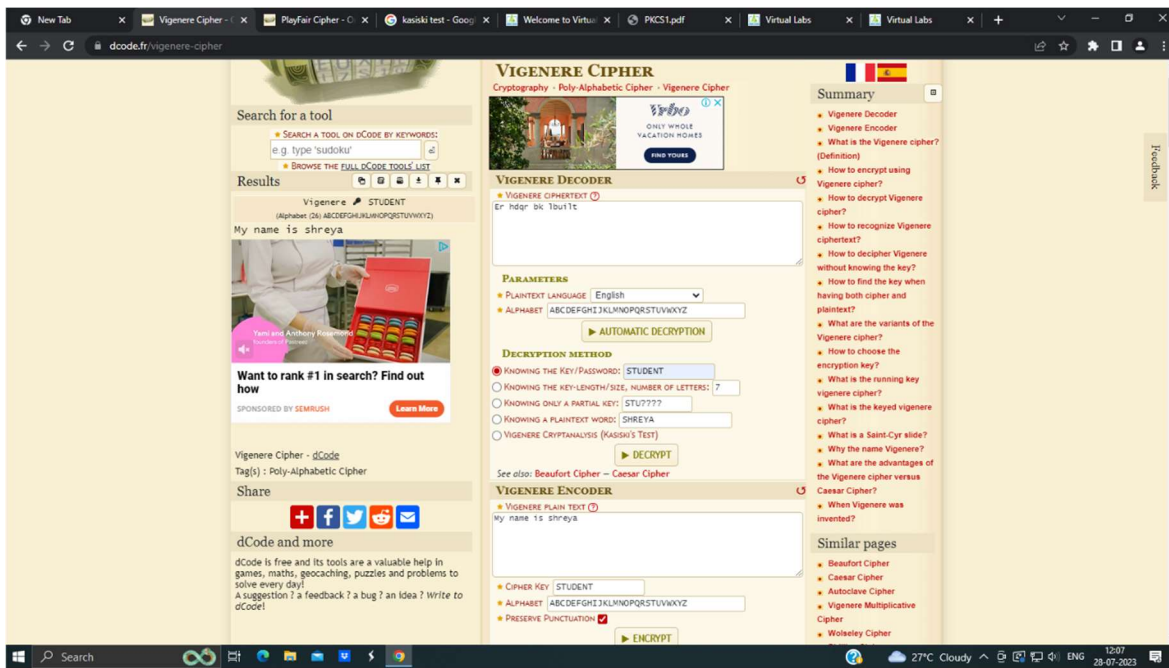 New Tab
Vigenere Cipher - (
PlayFair Cipher - O
kasiski test - Googl
Welcome to Virtua
PKCS1.pdf
Virtual Labs
Virtual Labs
dcode.fr/vigenere-cipher
Search for a tool
SEARCH A TOOL ON DCODE BY KEYWORDS:
e.g. type 'sudoku'
BROWSE THE FULL DCODE TOOLS' LIST
Results
Vigenere STUDENT
(Alphabet (26) ABCDEFGHIJKLMNOPQRSTUVWXYZ)
My name is shreya
Yami and Anthony Rosemond
Founders of Pastreez
Want to rank #1 in search? Find out
how
SPONSORED BY SEMRUSH
Learn More
Vigenere Cipher - dCode
Tag(s) : Poly-Alphabetic Cipher
Share
dCode and more
dCode is free and its tools are a valuable help in
games, maths, geocaching, puzzles and problems to
solve every day!
A suggestion ? a feedback ? a bug ? an idea ? Write to
dCode!
VIGENERE CIPHER
Cryptography - Poly-Alphabetic Cipher - Vigenere Cipher
Vrbo
ONLY WHOLE
VACATION HOMES
FIND YOURS
VIGENERE DECODER
VIGENERE CIPHERTEXT (?)
Er hdqr bk lbuilt
PARAMETERS
PLAINTEXT LANGUAGE English
ALPHABET ABCDEFGHIJKLMNOPQRSTUVWXYZ
▶ AUTOMATIC DECRYPTION
DECRYPTION METHOD
KNOWING THE KEY/PASSWORD: STUDENT
KNOWING THE KEY-LENGTH/SIZE, NUMBER OF LETTERS: 7
KNOWING ONLY A PARTIAL KEY: STU????
KNOWING A PLAINTEXT WORD: SHREYA
VIGENERE CRYPTANALYSIS (KASISKI'S TEST)
▶ DECRYPT
See also: Beaufort Cipher – Caesar Cipher
VIGENERE ENCODER
VIGENERE PLAIN TEXT (?)
My name is shreya
CIPHER KEY STUDENT
ALPHABET ABCDEFGHIJKLMNOPQRSTUVWXYZ
PRESERVE PUNCTUATION
▶ ENCRYPT
Summary
Vigenere Decoder
Vigenere Encoder
What is the Vigenere cipher?
(Definition)
How to encrypt using
Vigenere cipher?
How to decrypt Vigenere
cipher?
How to recognize Vigenere
ciphertext?
How to decipher Vigenere
without knowing the key?
How to find the key when
having both cipher and
plaintext?
What are the variants of the
Vigenere cipher?
How to choose the
encryption key?
What is the running key
vigenere cipher?
What is the keyed vigenere
cipher?
What is a Saint-Cyr slide?
Why the name Vigenere?
What are the advantages of
the Vigenere cipher versus
Caesar Cipher?
When Vigenere was
invented?
Similar pages
Beaufort Cipher
Caesar Cipher
Autoclave Cipher
Vigenere Multiplicative
Cipher
Wolseley Cipher
Feedback
Search
27°C Cloudy
ENG
12:07
28-07-2023